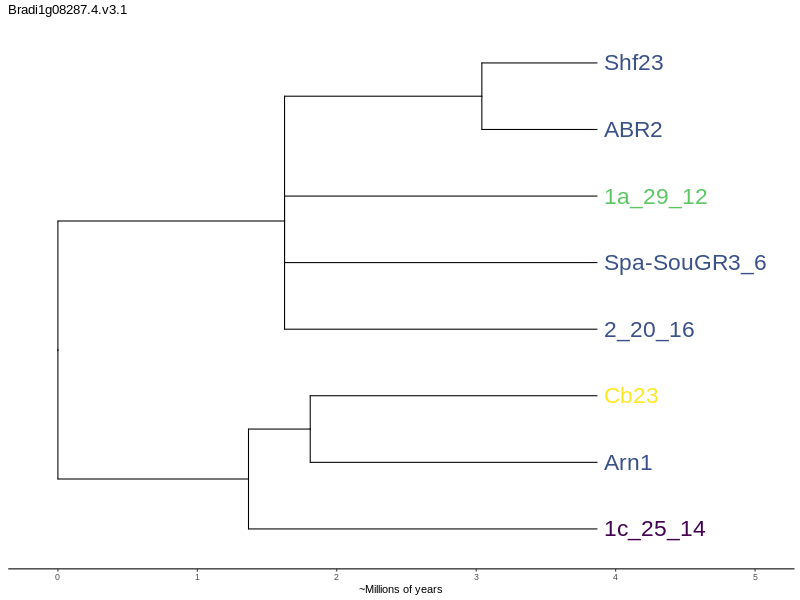 Bradi1g08287.4.v3.1
Shf23
ABR2
1a_29_12
Spa-SouGR3_6
2_20_16
Cb23
Arn1
1c_25_14
0 1 2 3 4 5
~Millions of years